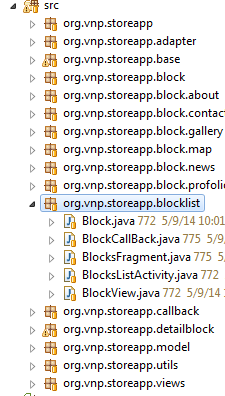 src
org.vnp.storeapp
org.vnp.storeapp.adapter
org.vnp.storeapp.base
org.vnp.storeapp.block
org.vnp.storeapp.block.about
org.vnp.storeapp.block.contac
org.vnp.storeapp.block.gallery
org.vnp.storeapp.block.map
org.vnp.storeapp.block.news
org.vnp.storeapp.block.profolio
org.vnp.storeapp.blocklist
Block.java 772 5/9/14 10:01
BlockCallBack.java 775 5/9
BlocksFragment.java 775 5/
BlocksListActivity.java 772
BlockView.java 772 5/9/14
org.vnp.storeapp.callback
org.vnp.storeapp.detailblock
org.vnp.storeapp.model
org.vnp.storeapp.utils
org.vnp.storeapp.views